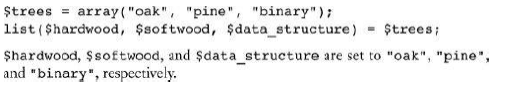 $trees = array("oak", "pine", "binary");
list($hardwood, $softwood, $data_structure) = $trees;
$hardwood, $softwood, and $data_structure are set to "oak", "pine",
and "binary", respectively.